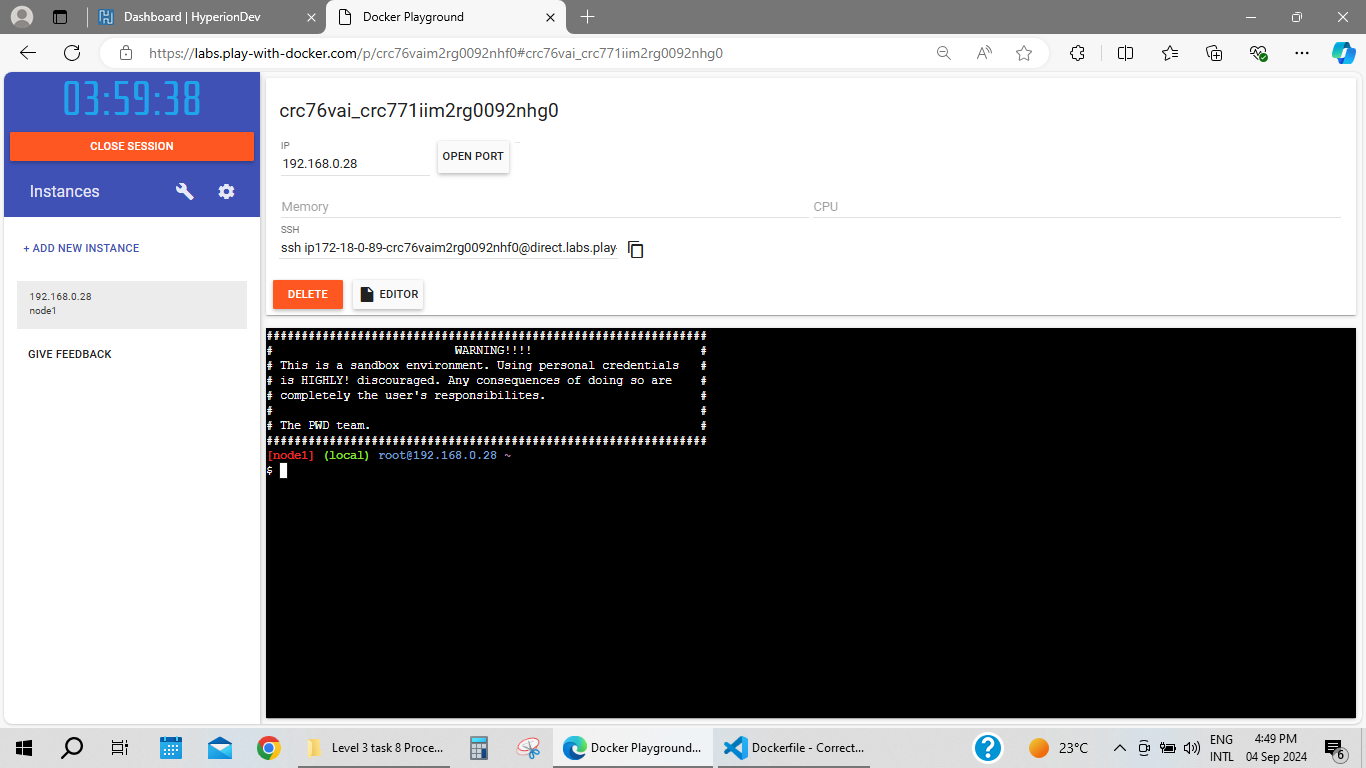 Dashboard | HyperionDev
Docker Playground
https://labs.play-with-docker.com/p/crc76vaim2rg0092nhf0#crc76vai_crc771iim2rg0092nhg0
03:59:38
CLOSE SESSION
Instances
+ ADD NEW INSTANCE
192.168.0.28
node1
GIVE FEEDBACK
crc76vai_crc771iim2rg0092nhg0
IP
192.168.0.28
OPEN PORT
Memory
CPU
SSH
ssh ip172-18-0-89-crc76vaim2rg0092nhf0@direct.labs.play-
DELETE
EDITOR
###############################################################
# WARNING!!!! #
# This is a sandbox environment. Using personal credentials #
# is HIGHLY! discouraged. Any consequences of doing so are #
# completely the user's responsibilites. #
# #
# The PWD team. #
###############################################################
[node1] (local) root@192.168.0.28 ~
$
Level 3 task 8 Proce...
Docker Playground...
Dockerfile - Correct...
23°C
ENG
INTL
4:49 PM
04 Sep 2024
6